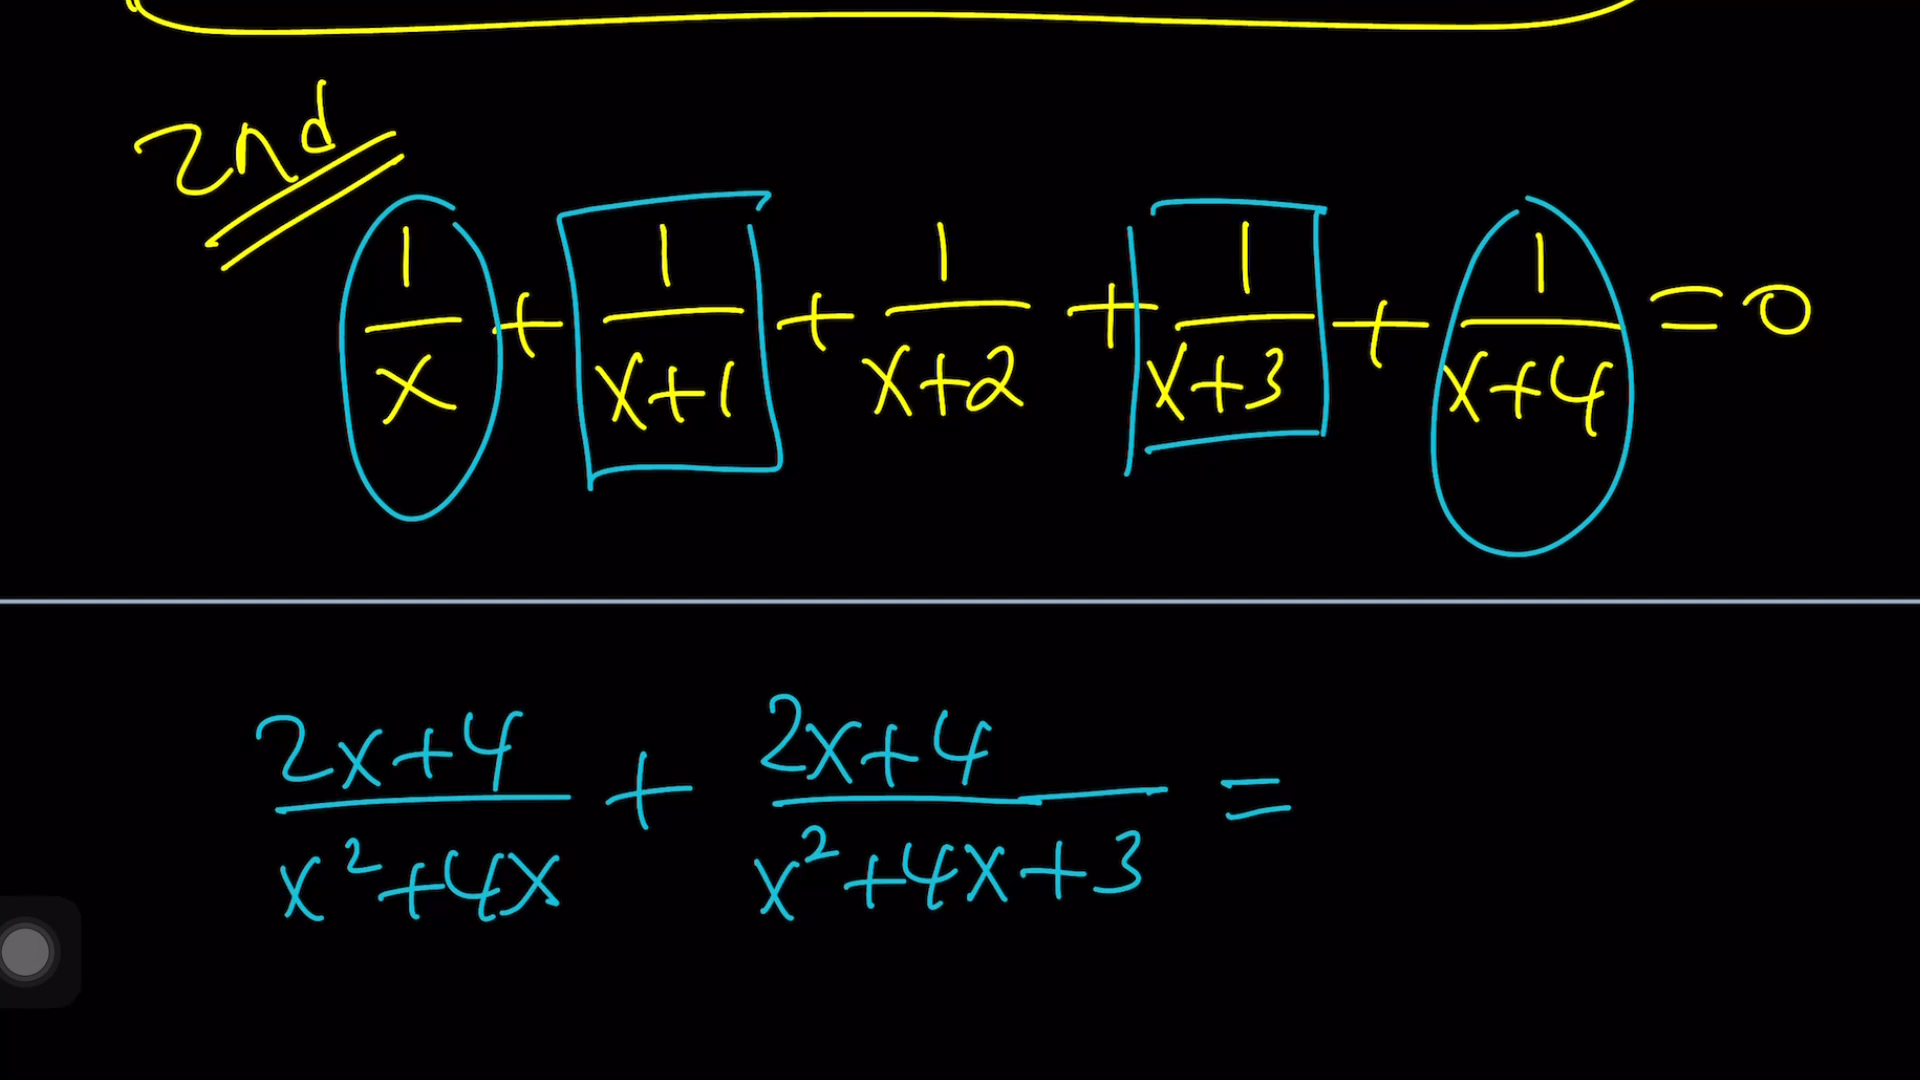 2nd
1/x + 1/(x+1) + 1/(x+2) + 1/(x+3) + 1/(x+4) = 0
(2x+4)/(x²+4x) + (2x+4)/(x²+4x+3) =